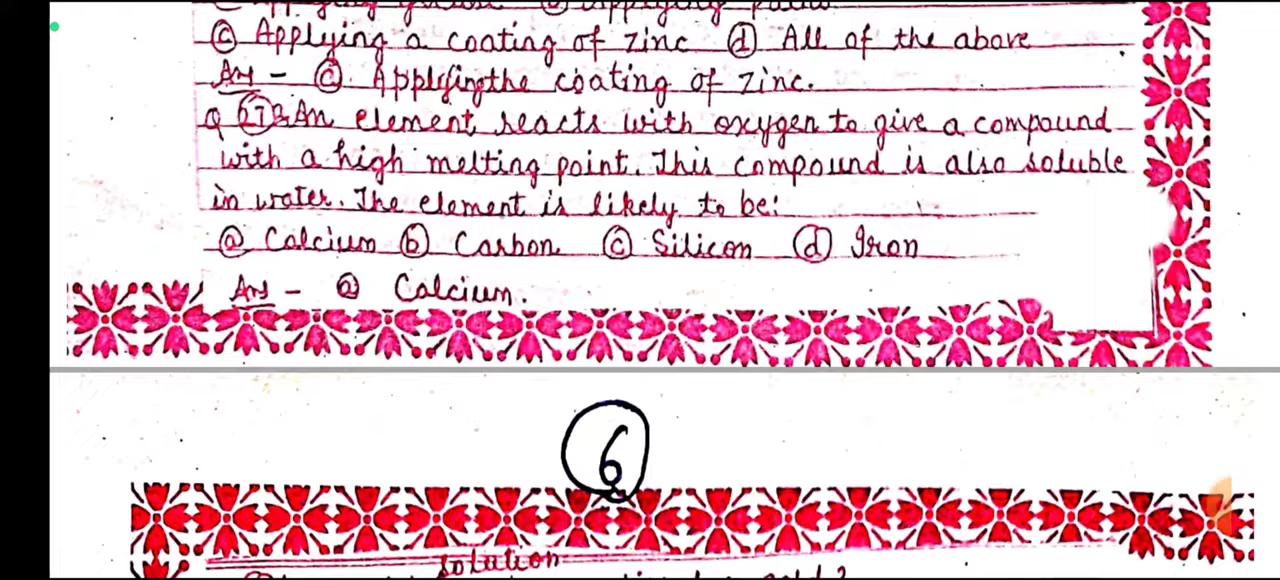 ⓒ Applying a coating of zinc ⓓ All of the above
Ans - ⓒ Applying the coating of zinc.
Q 67 An element reacts with oxygen to give a compound
with a high melting point. This compound is also soluble
in water. The element is likely to be:
ⓐ Calcium ⓑ Carbon ⓒ Silicon ⓓ Iron
Ans - ⓐ Calcium.
6
solution